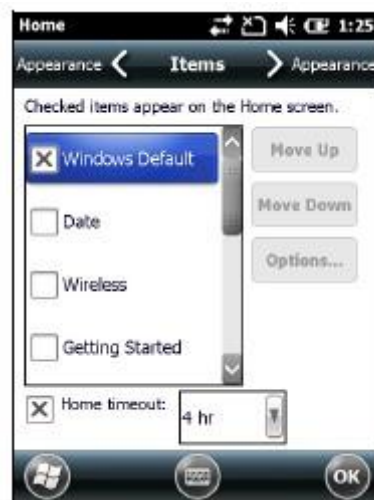 Home 1:25
Appearance Items Appearance
Checked items appear on the Home screen.
Windows Default
Date
Wireless
Getting Started
Move Up
Move Down
Options...
Home timeout: 4 hr
OK